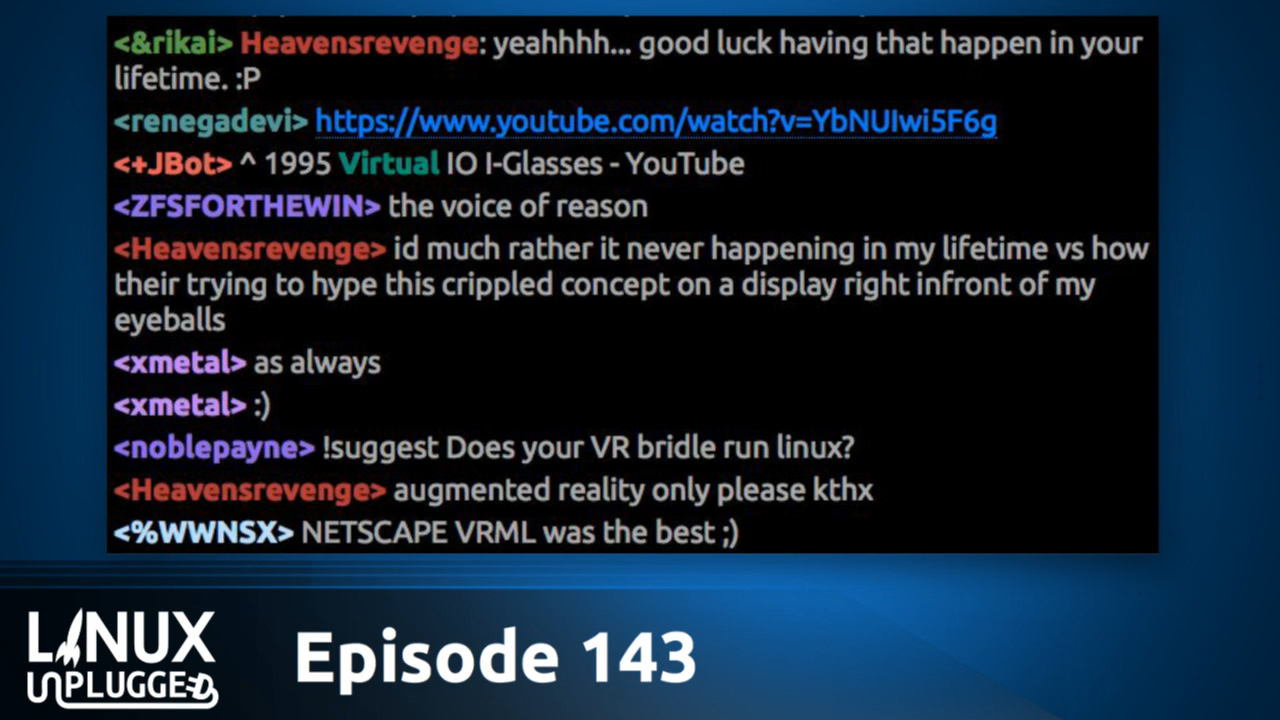 <&rikai> Heavensrevenge: yeahhhh... good luck having that happen in your
lifetime. :P
<renegadevi> https://www.youtube.com/watch?v=YbNUIwi5F6g
<+JBot> ^ 1995 Virtual IO I-Glasses - YouTube
<ZFSFORTHEWIN> the voice of reason
<Heavensrevenge> id much rather it never happening in my lifetime vs how
their trying to hype this crippled concept on a display right infront of my
eyeballs
<xmetal> as always
<xmetal> :)
<noblepayne> !suggest Does your VR bridle run linux?
<Heavensrevenge> augmented reality only please kthx
<%WWNSX> NETSCAPE VRML was the best ;)
LINUX
UNPLUGGED
Episode 143